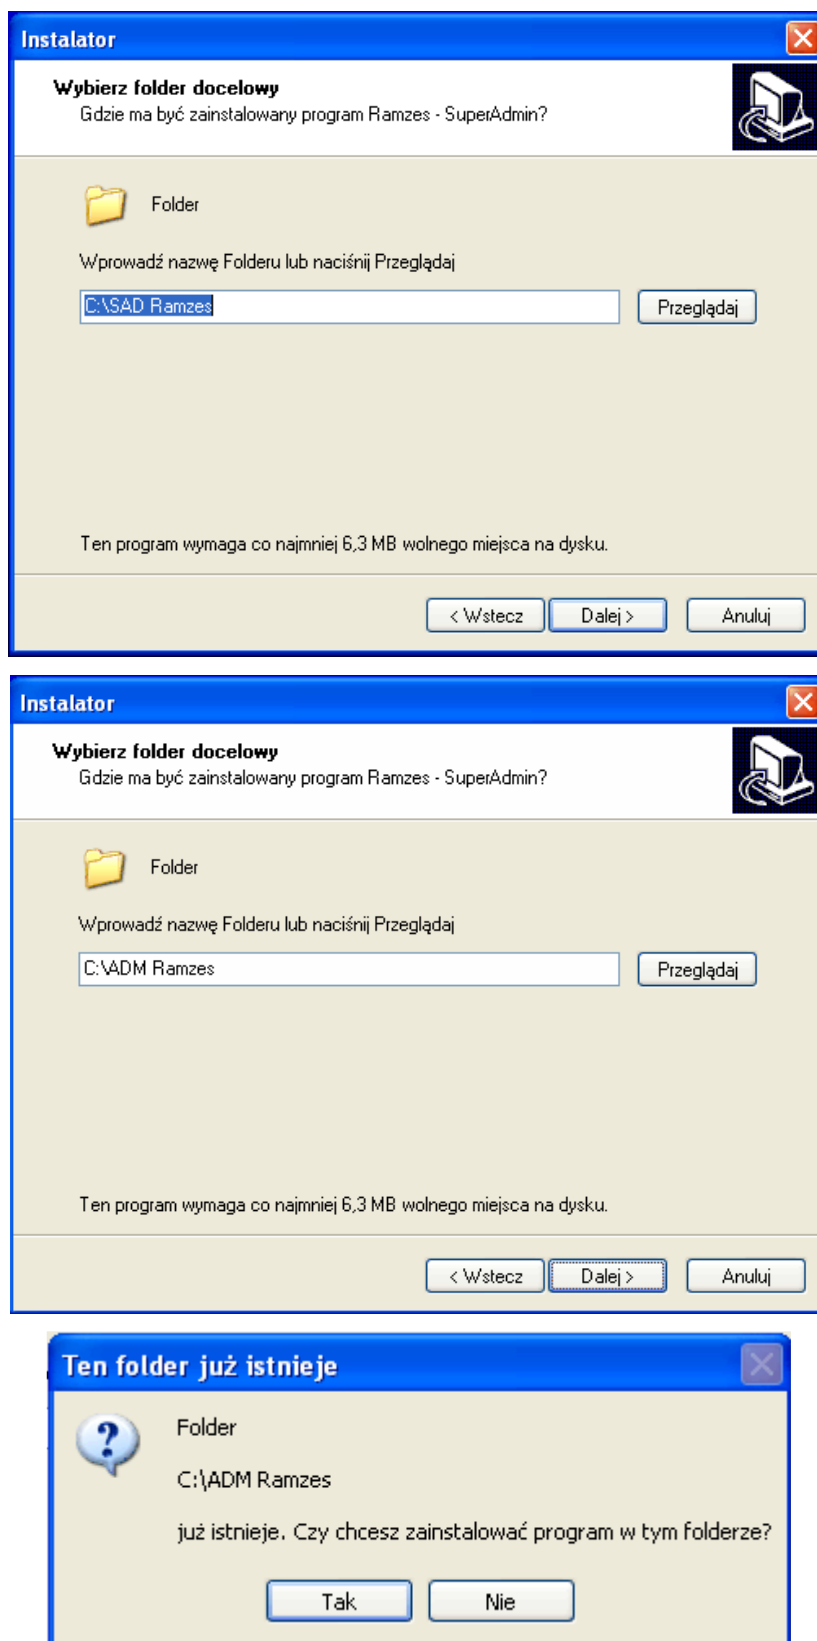 Instalator
Wybierz folder docelowy
Gdzie ma być zainstalowany program Ramzes - SuperAdmin?
Folder
Wprowadź nazwę Folderu lub naciśnij Przeglądaj
C:\SAD Ramzes
Przeglądaj
Ten program wymaga co najmniej 6,3 MB wolnego miejsca na dysku.
< Wstecz Dalej > Anuluj
Instalator
Wybierz folder docelowy
Gdzie ma być zainstalowany program Ramzes - SuperAdmin?
Folder
Wprowadź nazwę Folderu lub naciśnij Przeglądaj
C:\ADM Ramzes
Przeglądaj
Ten program wymaga co najmniej 6,3 MB wolnego miejsca na dysku.
< Wstecz Dalej > Anuluj
Ten folder już istnieje
Folder
C:\ADM Ramzes
już istnieje. Czy chcesz zainstalować program w tym folderze?
Tak Nie